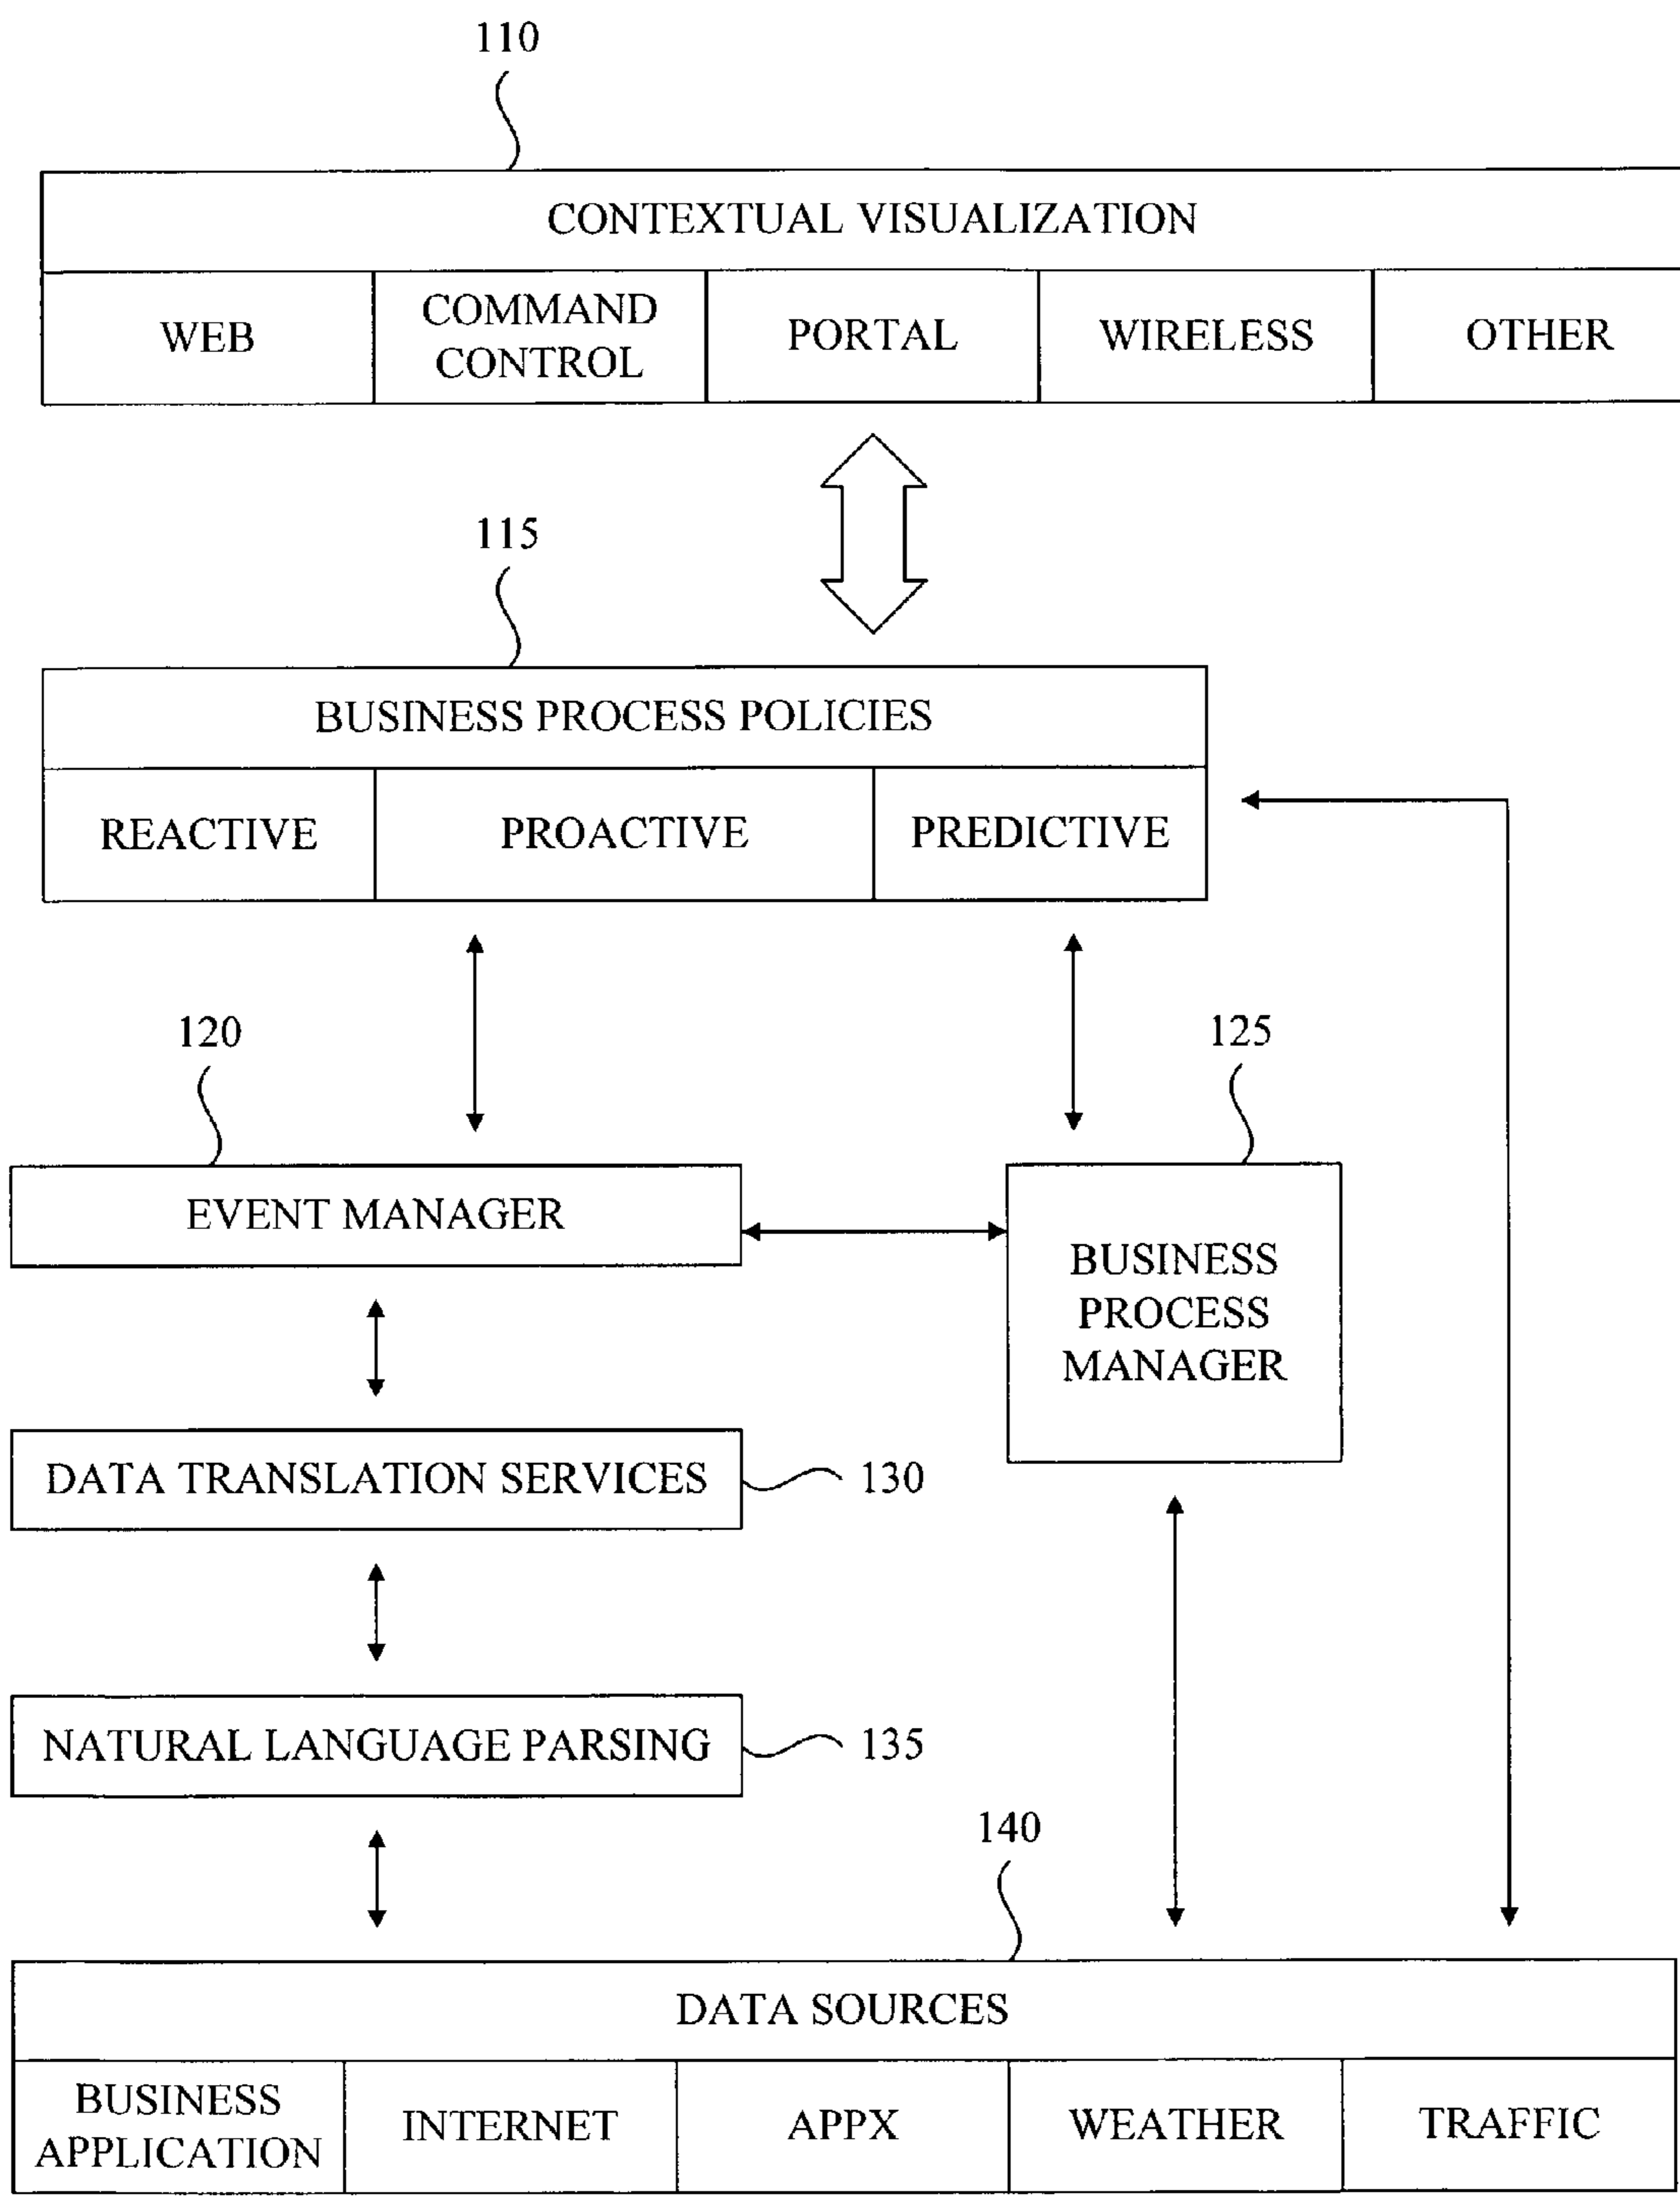 110
CONTEXTUAL VISUALIZATION
WEB
COMMAND
CONTROL
PORTAL
WIRELESS
OTHER
115
BUSINESS PROCESS POLICIES
REACTIVE
PROACTIVE
PREDICTIVE
120
125
EVENT MANAGER
BUSINESS
PROCESS
MANAGER
DATA TRANSLATION SERVICES
130
NATURAL LANGUAGE PARSING
135
140
DATA SOURCES
BUSINESS
APPLICATION
INTERNET
APPX
WEATHER
TRAFFIC